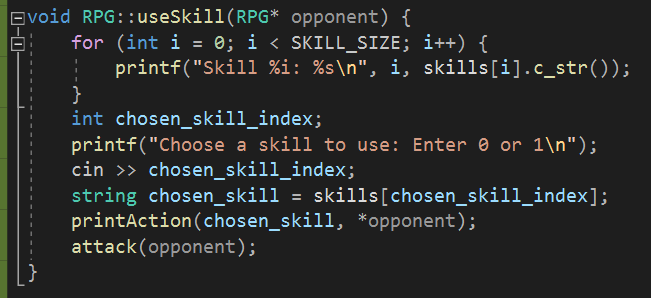 void RPG::useSkill(RPG* opponent) {
for (int i = 0; i < SKILL_SIZE; i++) {
printf("Skill %i: %s\n", i, skills[i].c_str());
}
int chosen_skill_index;
printf("Choose a skill to use: Enter 0 or 1\n");
cin >> chosen_skill_index;
string chosen_skill = skills[chosen_skill_index];
printAction(chosen_skill, *opponent);
attack(opponent);
}